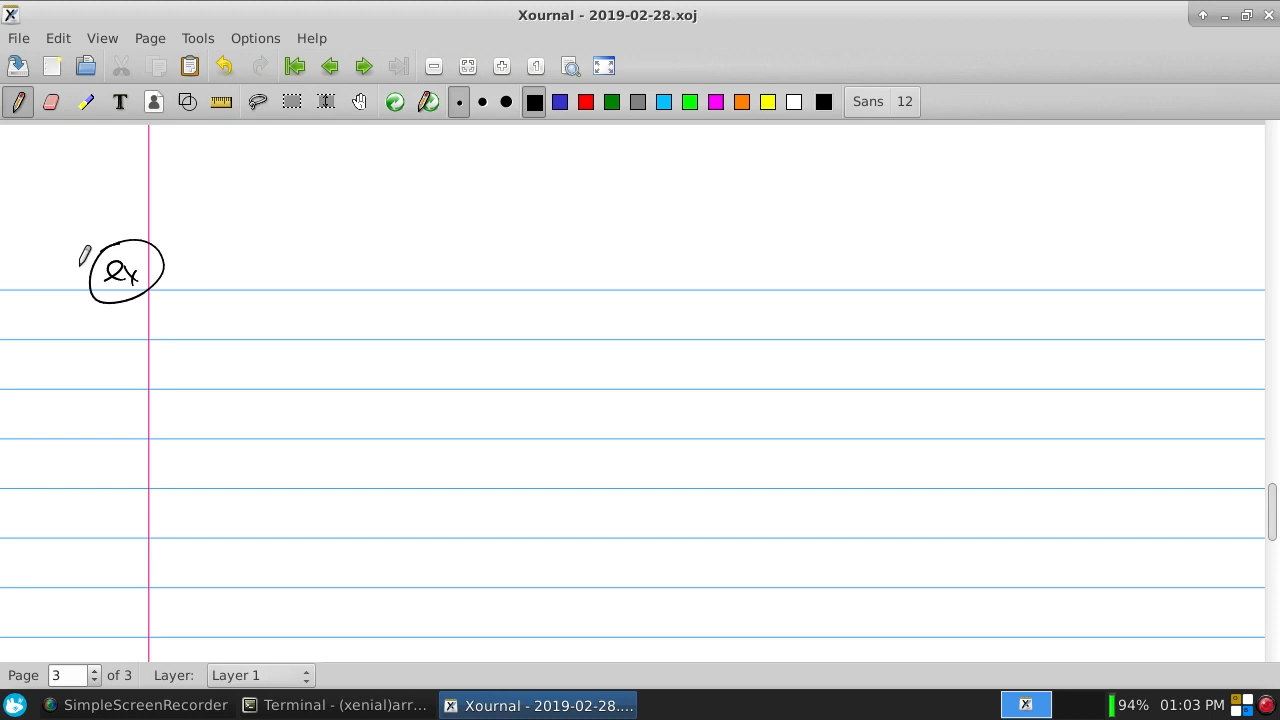 Xournal - 2019-02-28.xoj
File Edit View Page Tools Options Help
T Sans 12
ex
Page 3 of 3 Layer: Layer 1
SimpleScreenRecorder Terminal - (xenial)arr... Xournal - 2019-02-28.... 94% 01:03 PM